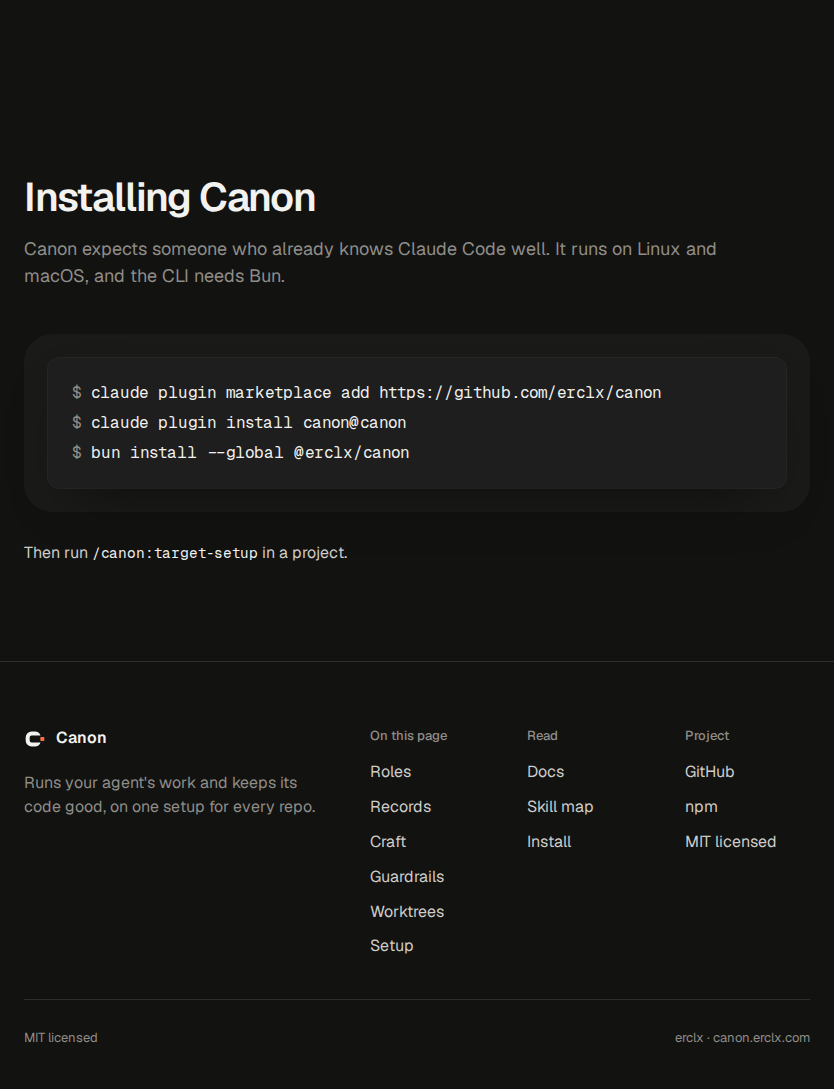 Installing Canon
Canon expects someone who already knows Claude Code well. It runs on Linux and
macOS, and the CLI needs Bun.
$ claude plugin marketplace add https://github.com/erclx/canon
$ claude plugin install canon@canon
$ bun install --global @erclx/canon
Then run /canon:target-setup in a project.
Canon
Runs your agent's work and keeps its
code good, on one setup for every repo.
On this page
Roles
Records
Craft
Guardrails
Worktrees
Setup
Read
Docs
Skill map
Install
Project
GitHub
npm
MIT licensed
MIT licensed
erclx · canon.erclx.com